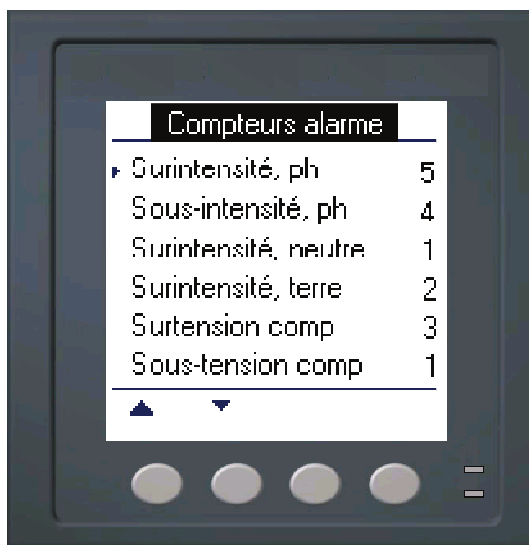 Compteurs alarme
Surintensité, ph 5
Sous-intensité, ph 4
Surintensité, neutre 1
Surintensité, terre 2
Surtension comp 3
Sous-tension comp 1